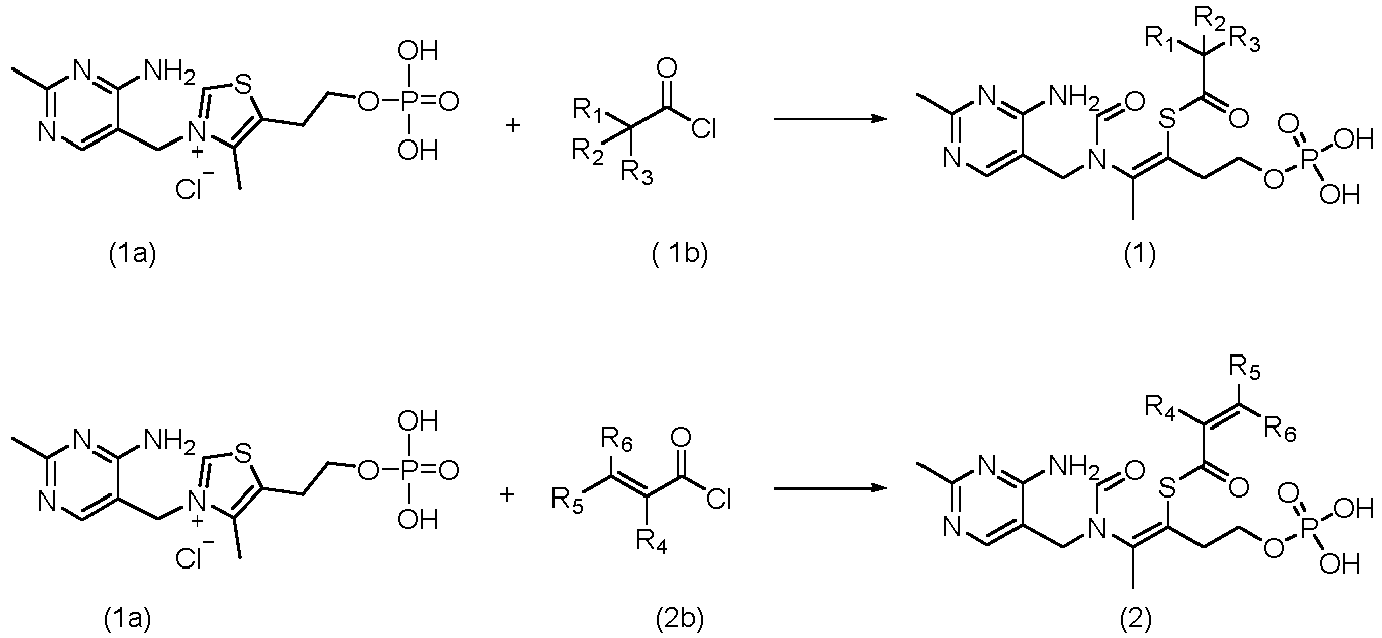 R₂
R₁ R₃
OH
N NH₂ S O P O O NH₂ O O
R₁ Cl N S O OH
N N + OH + R₂ N N O P OH
Cl⁻ R₃
(1a) ( 1b) (1)
R₅
R₄ R₆
OH
N NH₂ S O P O R₆ O N NH₂ O O
R₅ Cl S O OH
N N + OH + R₄ N N O P OH
Cl⁻
(1a) (2b) (2)